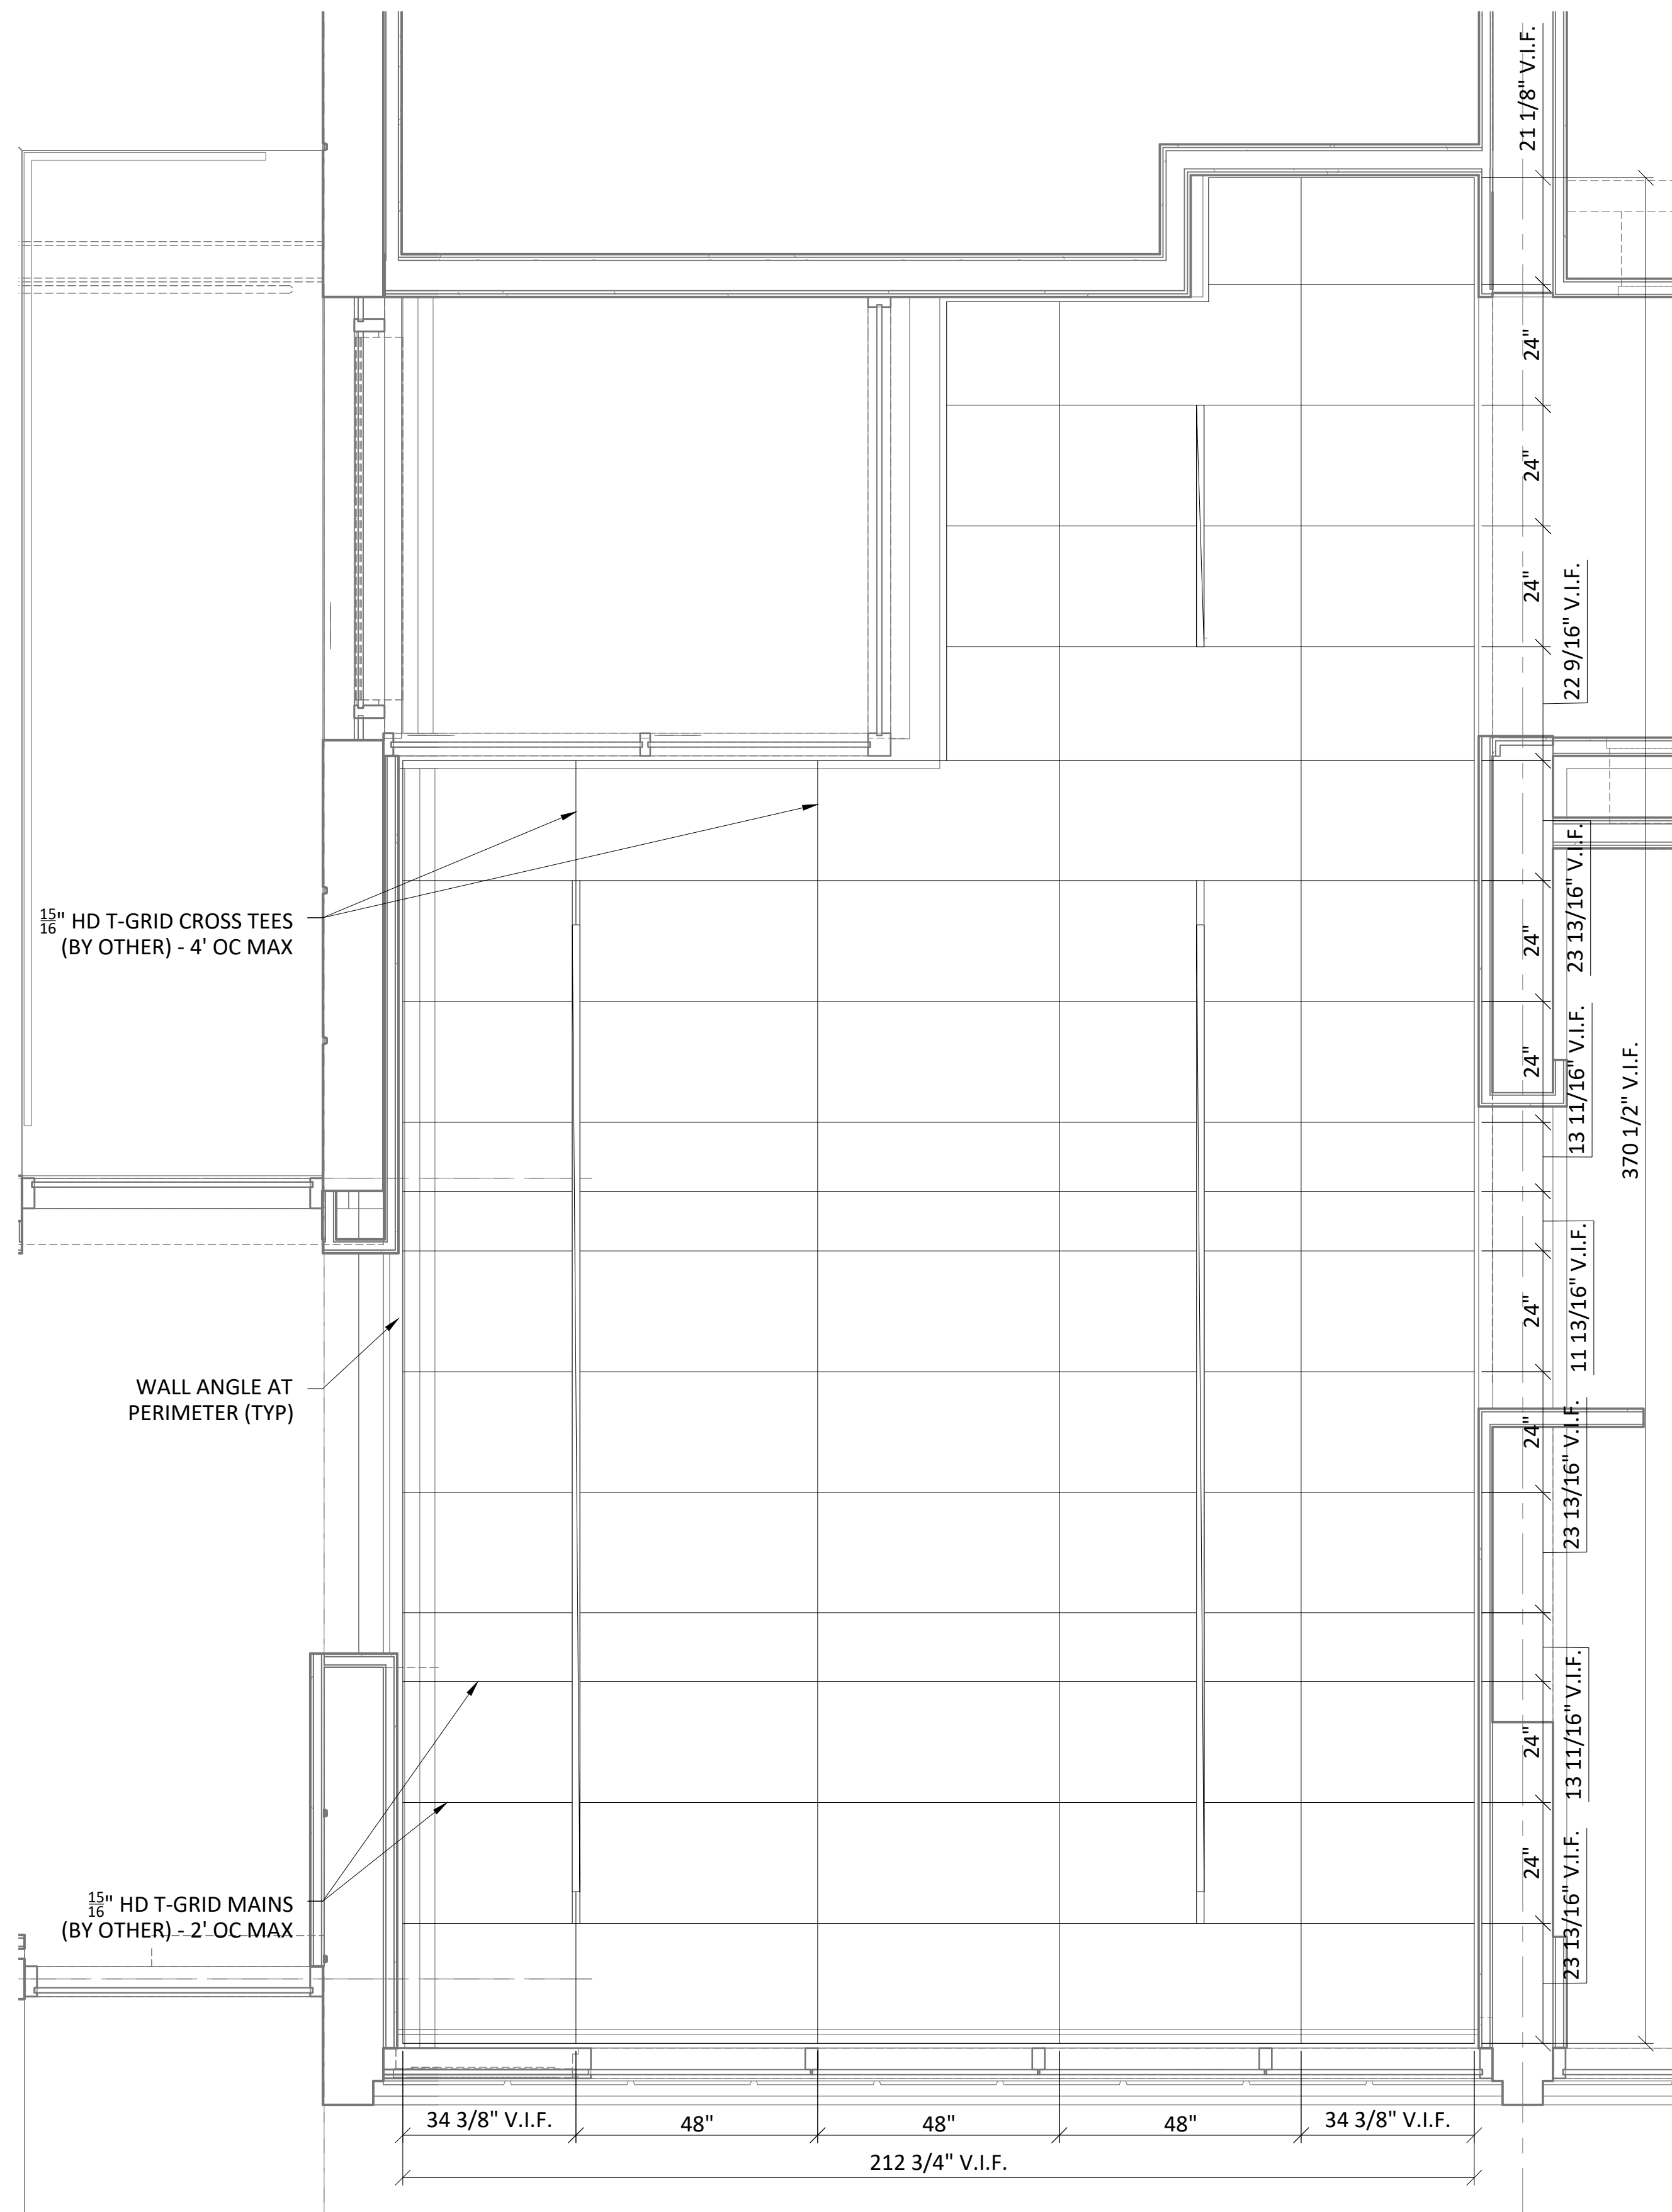 21 1/8" V.I.F.
24"
24"
24"
22 9/16" V.I.F.
23 13/16" V.I.F.
15/16" HD T-GRID CROSS TEES
(BY OTHER) - 4' OC MAX
24"
24"
13 11/16" V.I.F.
370 1/2" V.I.F.
11 13/16" V.I.F.
24"
WALL ANGLE AT
PERIMETER (TYP)
24"
23 13/16" V.I.F.
13 11/16" V.I.F.
24"
24"
23 13/16" V.I.F.
15/16" HD T-GRID MAINS
(BY OTHER) - 2' OC MAX
34 3/8" V.I.F.
48"
48"
48"
34 3/8" V.I.F.
212 3/4" V.I.F.